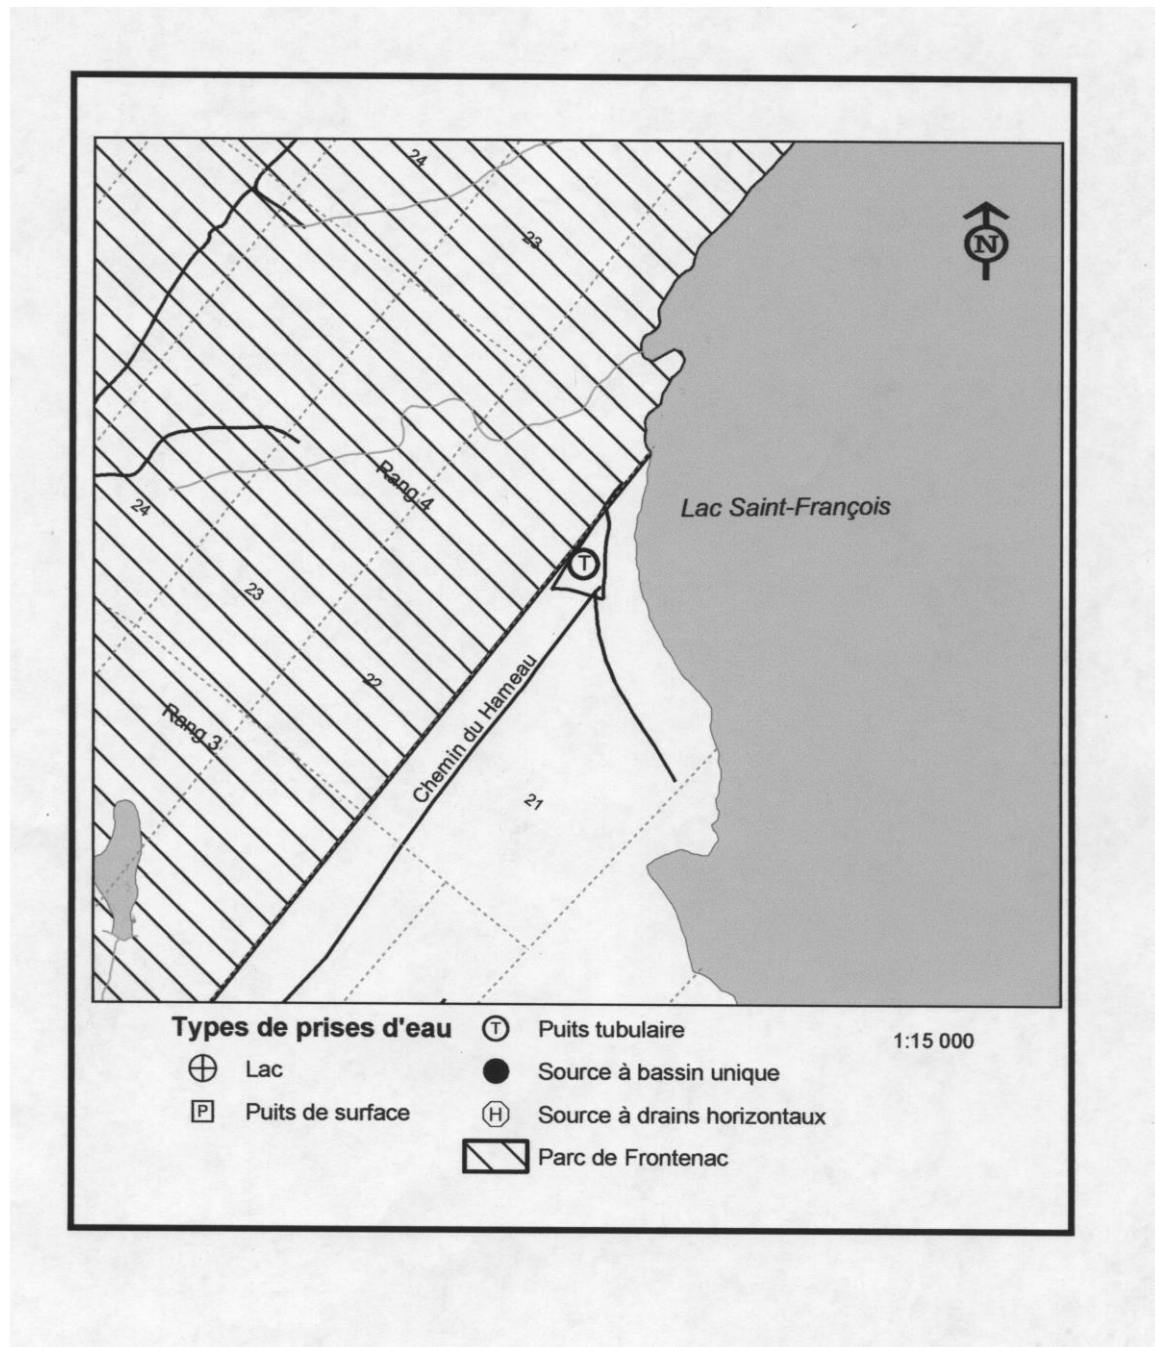 24
N
23
Rang 4
24
Lac Saint-François
T
23
22
Chemin du Hameau
Rang 3
21
Types de prises d'eau
T Puits tubulaire
1:15 000
Lac
Source à bassin unique
P Puits de surface
H Source à drains horizontaux
Parc de Frontenac